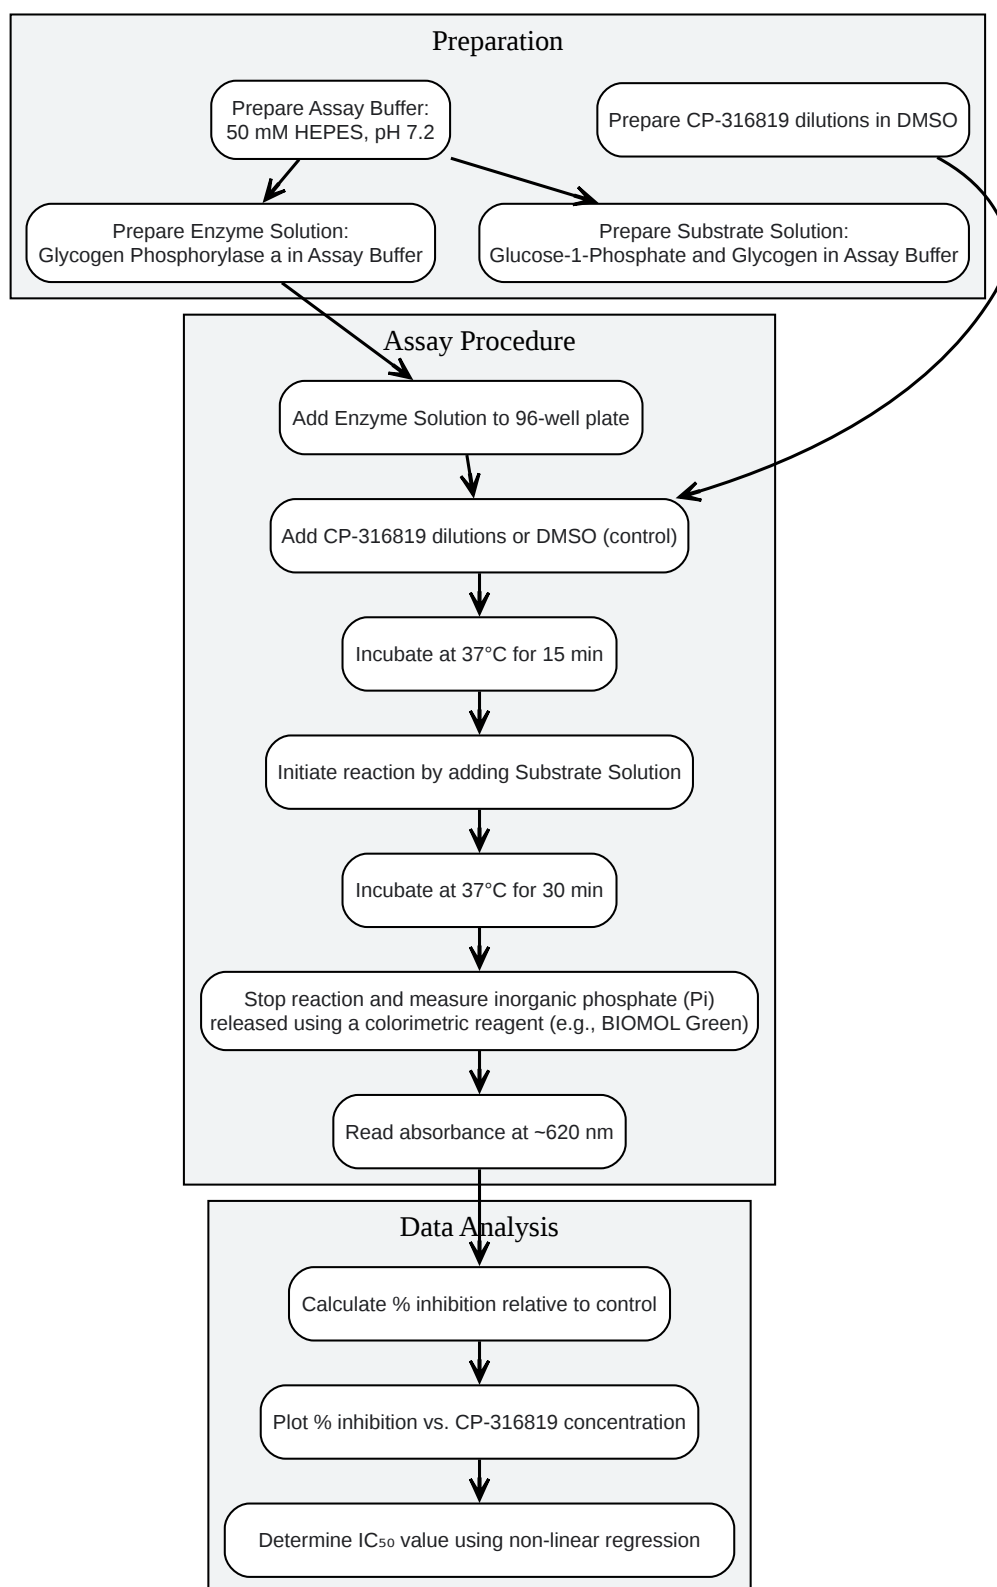 Preparation
Prepare Assay Buffer:
50 mM HEPES, pH 7.2
Prepare CP-316819 dilutions in DMSO
Prepare Enzyme Solution:
Glycogen Phosphorylase a in Assay Buffer
Prepare Substrate Solution:
Glucose-1-Phosphate and Glycogen in Assay Buffer
Assay Procedure
Add Enzyme Solution to 96-well plate
Add CP-316819 dilutions or DMSO (control)
Incubate at 37°C for 15 min
Initiate reaction by adding Substrate Solution
Incubate at 37°C for 30 min
Stop reaction and measure inorganic phosphate (Pi)
released using a colorimetric reagent (e.g., BIOMOL Green)
Read absorbance at ~620 nm
Data Analysis
Calculate % inhibition relative to control
Plot % inhibition vs. CP-316819 concentration
Determine IC₅₀ value using non-linear regression